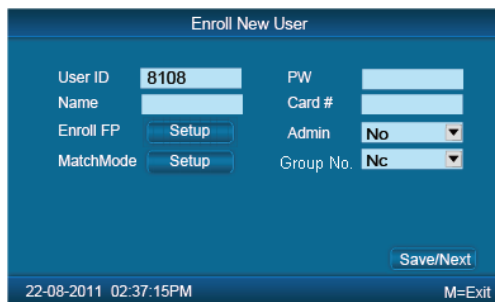 Enroll New User
User ID 8108 PW
Name Card #
Enroll FP Setup Admin No
MatchMode Setup Group No. Nc
Save/Next
22-08-2011 02:37:15PM M=Exit